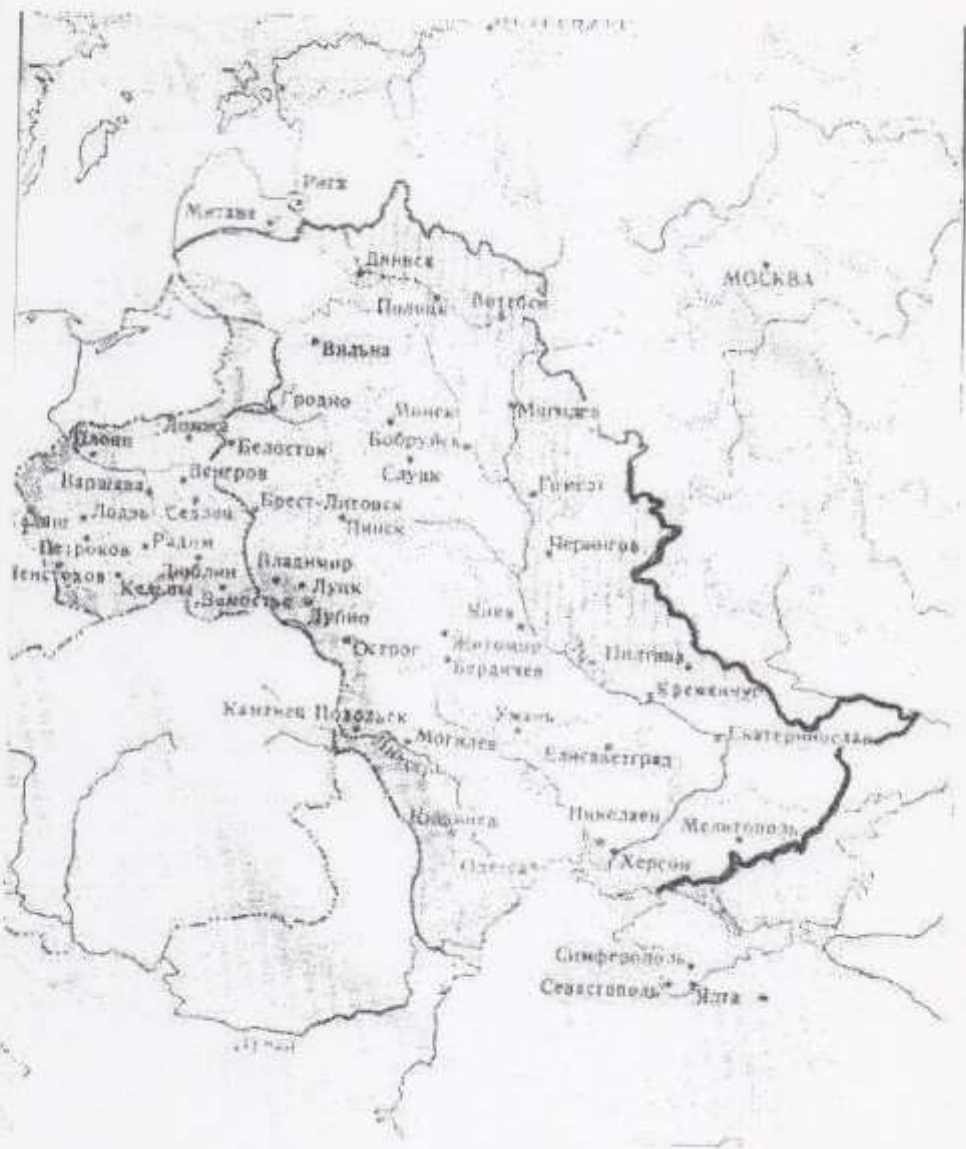 Рига
Митава
Двинск
МОСКВА
Полоцк
Витебск
Вильна
Гродно
Минск
Могилев
Ломжа
Плоцк
Белосток
Бобруйск
Венгров
Слуцк
Варшава
Гомель
Седлец
Брест-Литовск
Лодзь
Пинск
Петроков
Радом
Чернигов
Владимир
Люблин
Луцк
Кельцы
Замостье
Дубно
Киев
Острог
Житомир
Полтава
Бердичев
Кременчуг
Каменец Подольск
Умань
Могилев
Екатеринослав
Елисаветград
Николаев
Кишинев
Мелитополь
Одесса
Херсон
Симферополь
Севастополь
Ялта